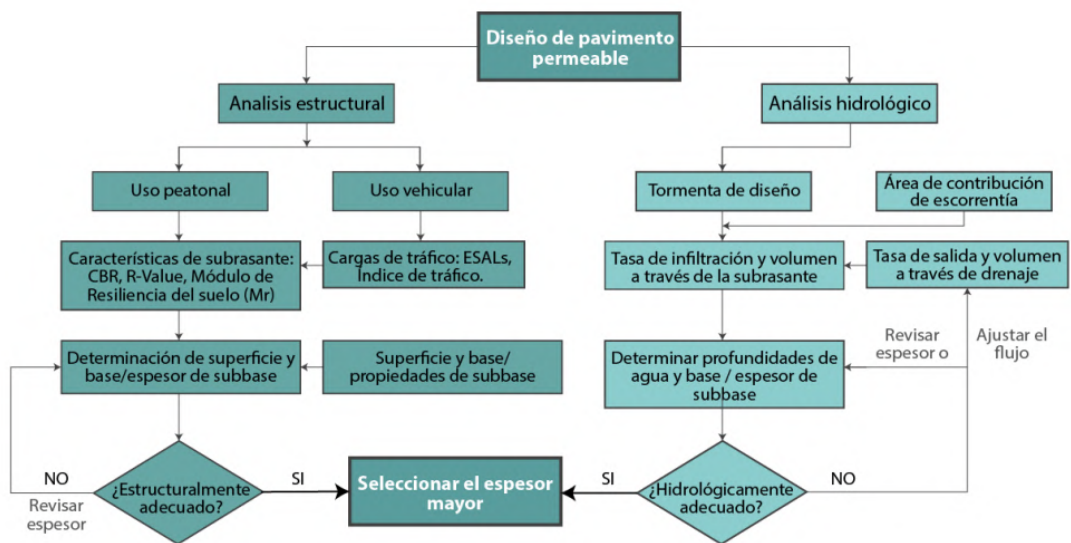 Diseño de pavimento
permeable
Analisis estructural
Análisis hidrológico
Uso peatonal
Uso vehicular
Tormenta de diseño
Área de contribución
de escorrentía
Características de subrasante:
CBR, R-Value, Módulo de
Resiliencia del suelo (Mr)
Cargas de tráfico: ESALs,
Índice de tráfico.
Tasa de infiltración y volumen
a través de la subrasante
Tasa de salida y volumen
a través de drenaje
Revisar
espesor o
Ajustar el
flujo
Determinación de superficie y
base/espesor de subbase
Superficie y base/
propiedades de subbase
Determinar profundidades de
agua y base / espesor de
subbase
NO
Revisar
espesor
¿Estructuralmente
adecuado?
SI
Seleccionar el espesor
mayor
SI
¿Hidrológicamente
adecuado?
NO